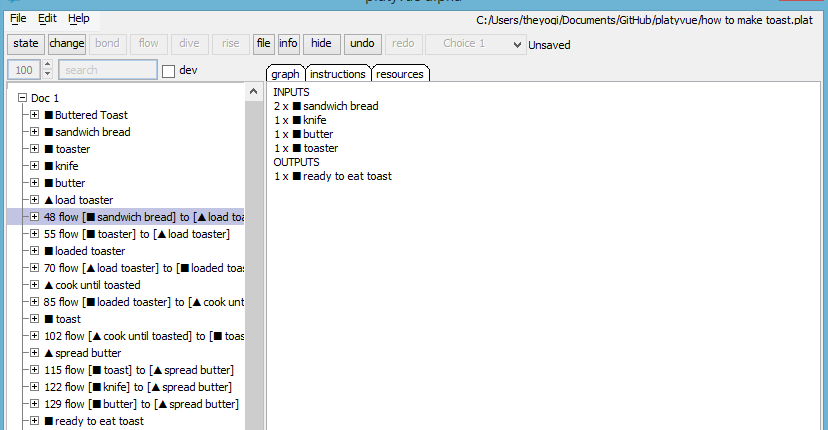 platyvue alpha
File Edit Help
C:/Users/theyogi/Documents/GitHub/platyvue/how to make toast.plat
state change bond flow dive rise file info hide undo redo Choice 1 Unsaved
100 search dev
graph instructions resources
Doc 1
■ Buttered Toast
■ sandwich bread
■ toaster
■ knife
■ butter
▲ load toaster
48 flow [■ sandwich bread] to [▲ load toa
55 flow [■ toaster] to [▲ load toaster]
■ loaded toaster
70 flow [▲ load toaster] to [■ loaded toas
▲ cook until toasted
85 flow [■ loaded toaster] to [▲ cook unt
■ toast
102 flow [▲ cook until toasted] to [■ toas
▲ spread butter
115 flow [■ toast] to [▲ spread butter]
122 flow [■ knife] to [▲ spread butter]
129 flow [■ butter] to [▲ spread butter]
■ ready to eat toast
INPUTS
2 x ■ sandwich bread
1 x ■ knife
1 x ■ butter
1 x ■ toaster
OUTPUTS
1 x ■ ready to eat toast